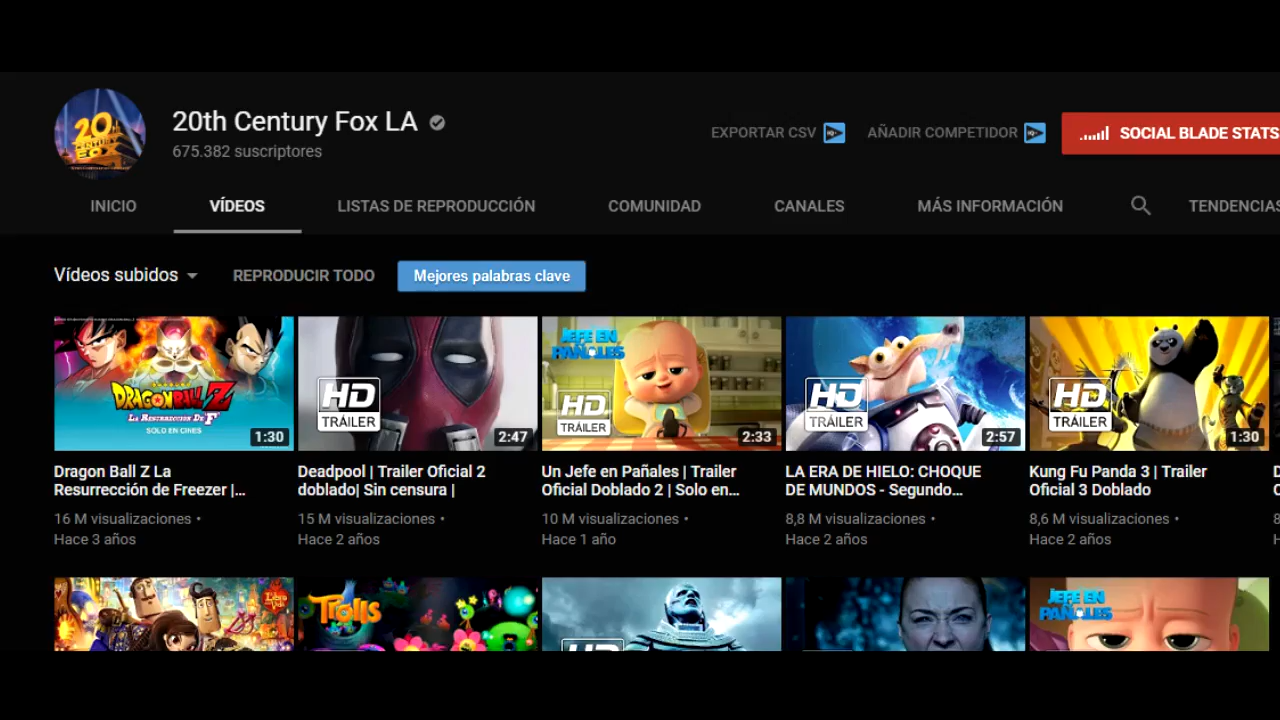 20th Century Fox LA
675.382 suscriptores
EXPORTAR CSV
AÑADIR COMPETIDOR
SOCIAL BLADE STATS
INICIO
VÍDEOS
LISTAS DE REPRODUCCIÓN
COMUNIDAD
CANALES
MÁS INFORMACIÓN
TENDENCIAS
Vídeos subidos
REPRODUCIR TODO
Mejores palabras clave
DRAGON BALL Z
LA RESURRECCIÓN DE F
SOLO EN CINES
1:30
HD
TRÁILER
2:47
JEFE EN
PAÑALES
HD
TRÁILER
2:33
HD
TRÁILER
2:57
HD
TRÁILER
1:30
Dragon Ball Z La
Resurrección de Freezer |...
16 M visualizaciones •
Hace 3 años
Deadpool | Trailer Oficial 2
doblado| Sin censura |
15 M visualizaciones •
Hace 2 años
Un Jefe en Pañales | Trailer
Oficial Doblado 2 | Solo en...
10 M visualizaciones •
Hace 1 año
LA ERA DE HIELO: CHOQUE
DE MUNDOS - Segundo...
8,8 M visualizaciones •
Hace 2 años
Kung Fu Panda 3 | Trailer
Oficial 3 Doblado
8,6 M visualizaciones •
Hace 2 años
TROLLS
HD
JEFE EN
PAÑALES